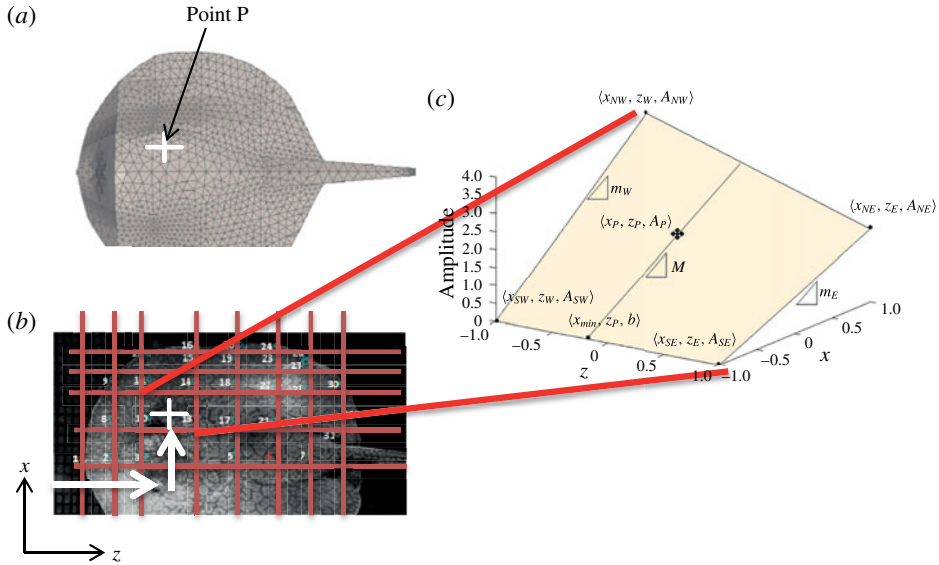 (a)
Point P
(c)
⟨x_NW, z_W, A_NW⟩
4.0
3.5
3.0
2.5
2.0
1.5
1.0
0.5
0
Amplitude
m_W
⟨x_P, z_P, A_P⟩
M
⟨x_NE, z_E, A_NE⟩
m_E
⟨x_SW, z_W, A_SW⟩
⟨x_min, z_P, b⟩
⟨x_SE, z_E, A_SE⟩
−1.0
−0.5
0
0.5
1.0
z
−1.0
−0.5
0
0.5
1.0
x
(b)
16
24
15
19
23
9
14
18
30
8
15
17
21
1
2
3
5
7
x
z